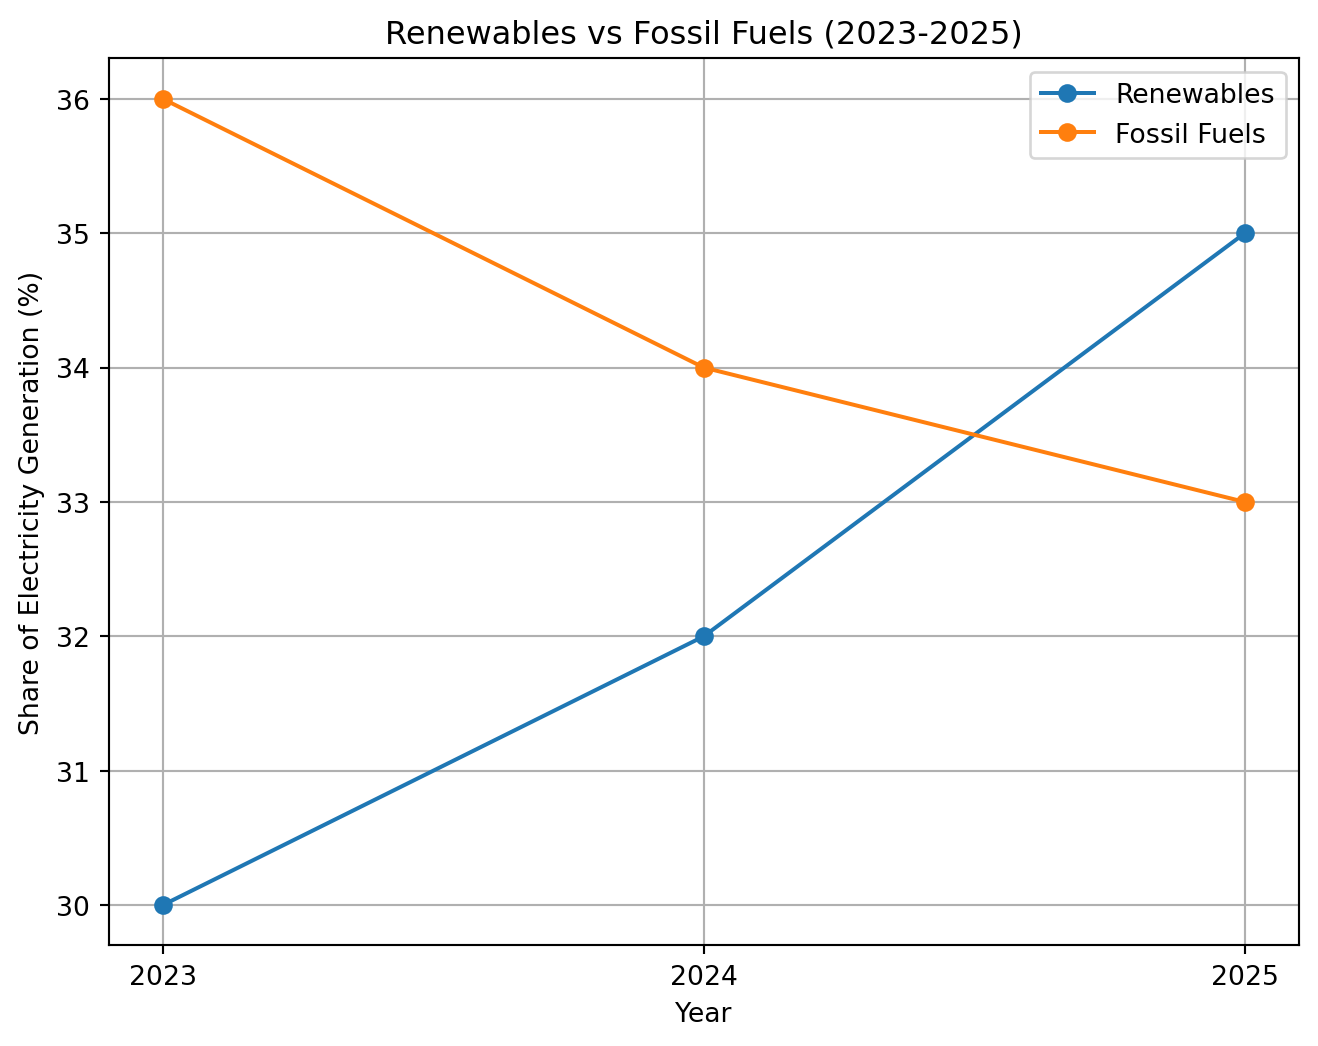 Renewables vs Fossil Fuels (2023-2025)
Renewables
Fossil Fuels
Share of Electricity Generation (%)
36
35
34
33
32
31
30
2023
2024
2025
Year